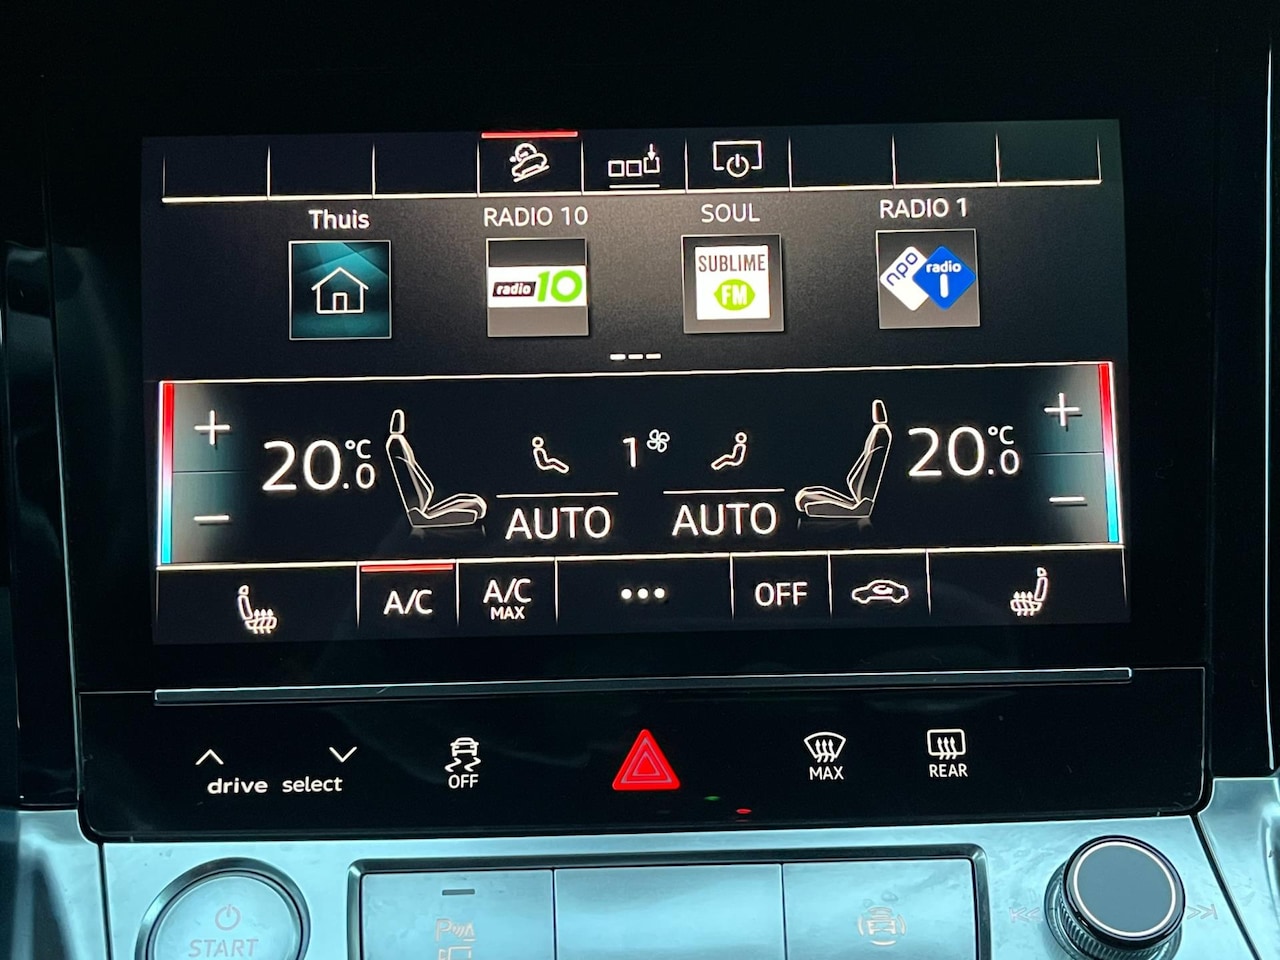 Thuis
RADIO 10
SOUL
RADIO 1
radio 10
SUBLIME
FM
npo
radio
1
20.0 °C
1
20.0 °C
AUTO
AUTO
A/C
A/C
MAX
OFF
drive select
OFF
MAX
REAR
START
P